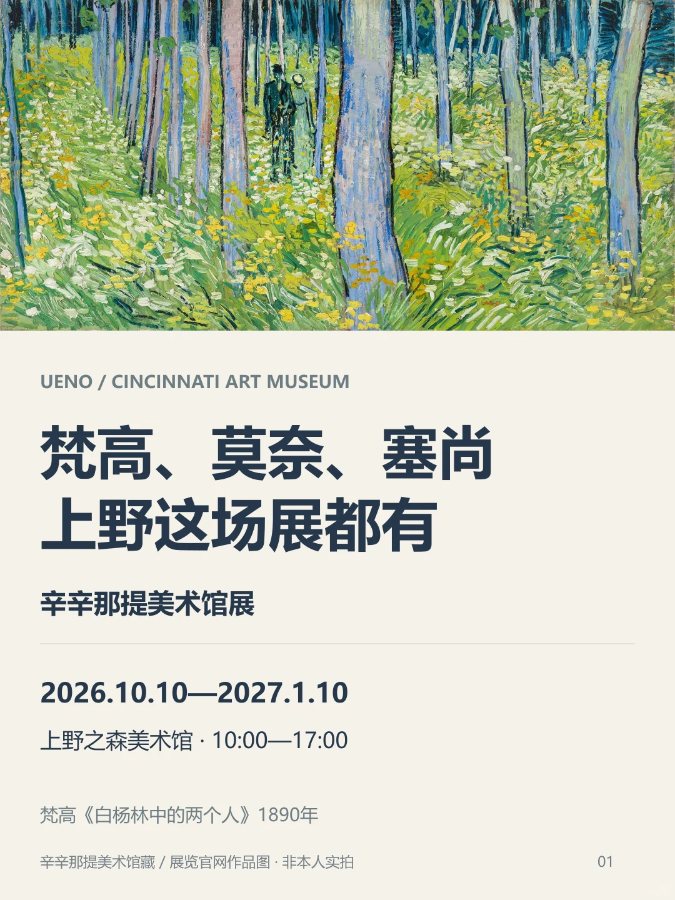 UENO / CINCINNATI ART MUSEUM
梵高、莫奈、塞尚
上野这场展都有
辛辛那提美术馆展
2026.10.10—2027.1.10
上野之森美术馆 · 10:00—17:00
梵高《白杨林中的两个人》1890年
辛辛那提美术馆藏 / 展览官网作品图 · 非本人实拍
01